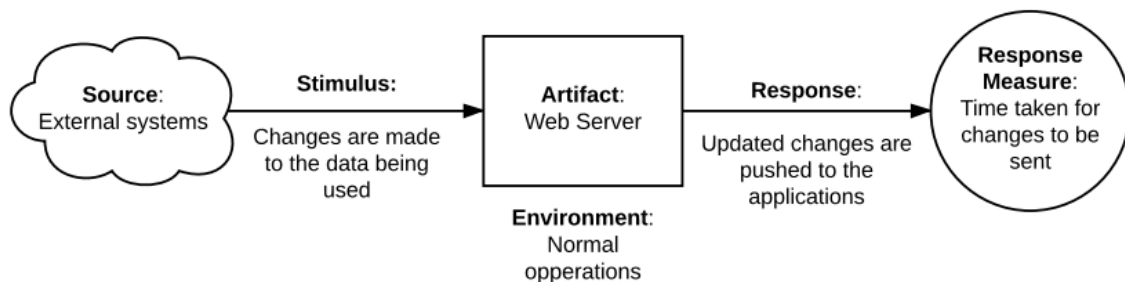 Source:
External systems
Stimulus:
Changes are made
to the data being
used
Artifact:
Web Server
Environment:
Normal
opperations
Response:
Updated changes are
pushed to the
applications
Response
Measure:
Time taken for
changes to be
sent